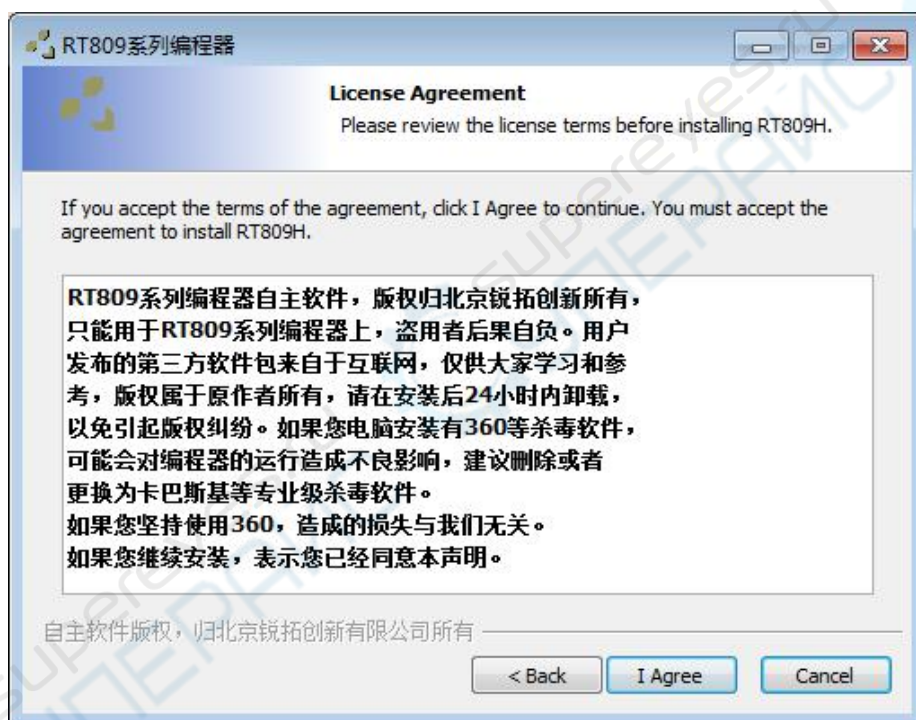 RT809系列编程器
License Agreement
Please review the license terms before installing RT809H.
If you accept the terms of the agreement, click I Agree to continue. You must accept the
agreement to install RT809H.
RT809系列编程器自主软件，版权归北京锐拓创新所有，
只能用于RT809系列编程器上，盗用者后果自负。用户
发布的第三方软件包来自于互联网，仅供大家学习和参
考，版权属于原作者所有，请在安装后24小时内卸载，
以免引起版权纠纷。如果您电脑安装有360等杀毒软件，
可能会对编程器的运行造成不良影响，建议删除或者
更换为卡巴斯基等专业级杀毒软件。
如果您坚持使用360，造成的损失与我们无关。
如果您继续安装，表示您已经同意本声明。
自主软件版权，归北京锐拓创新有限公司所有
< Back
I Agree
Cancel
supereyes.ru
СУПЕРАЙС